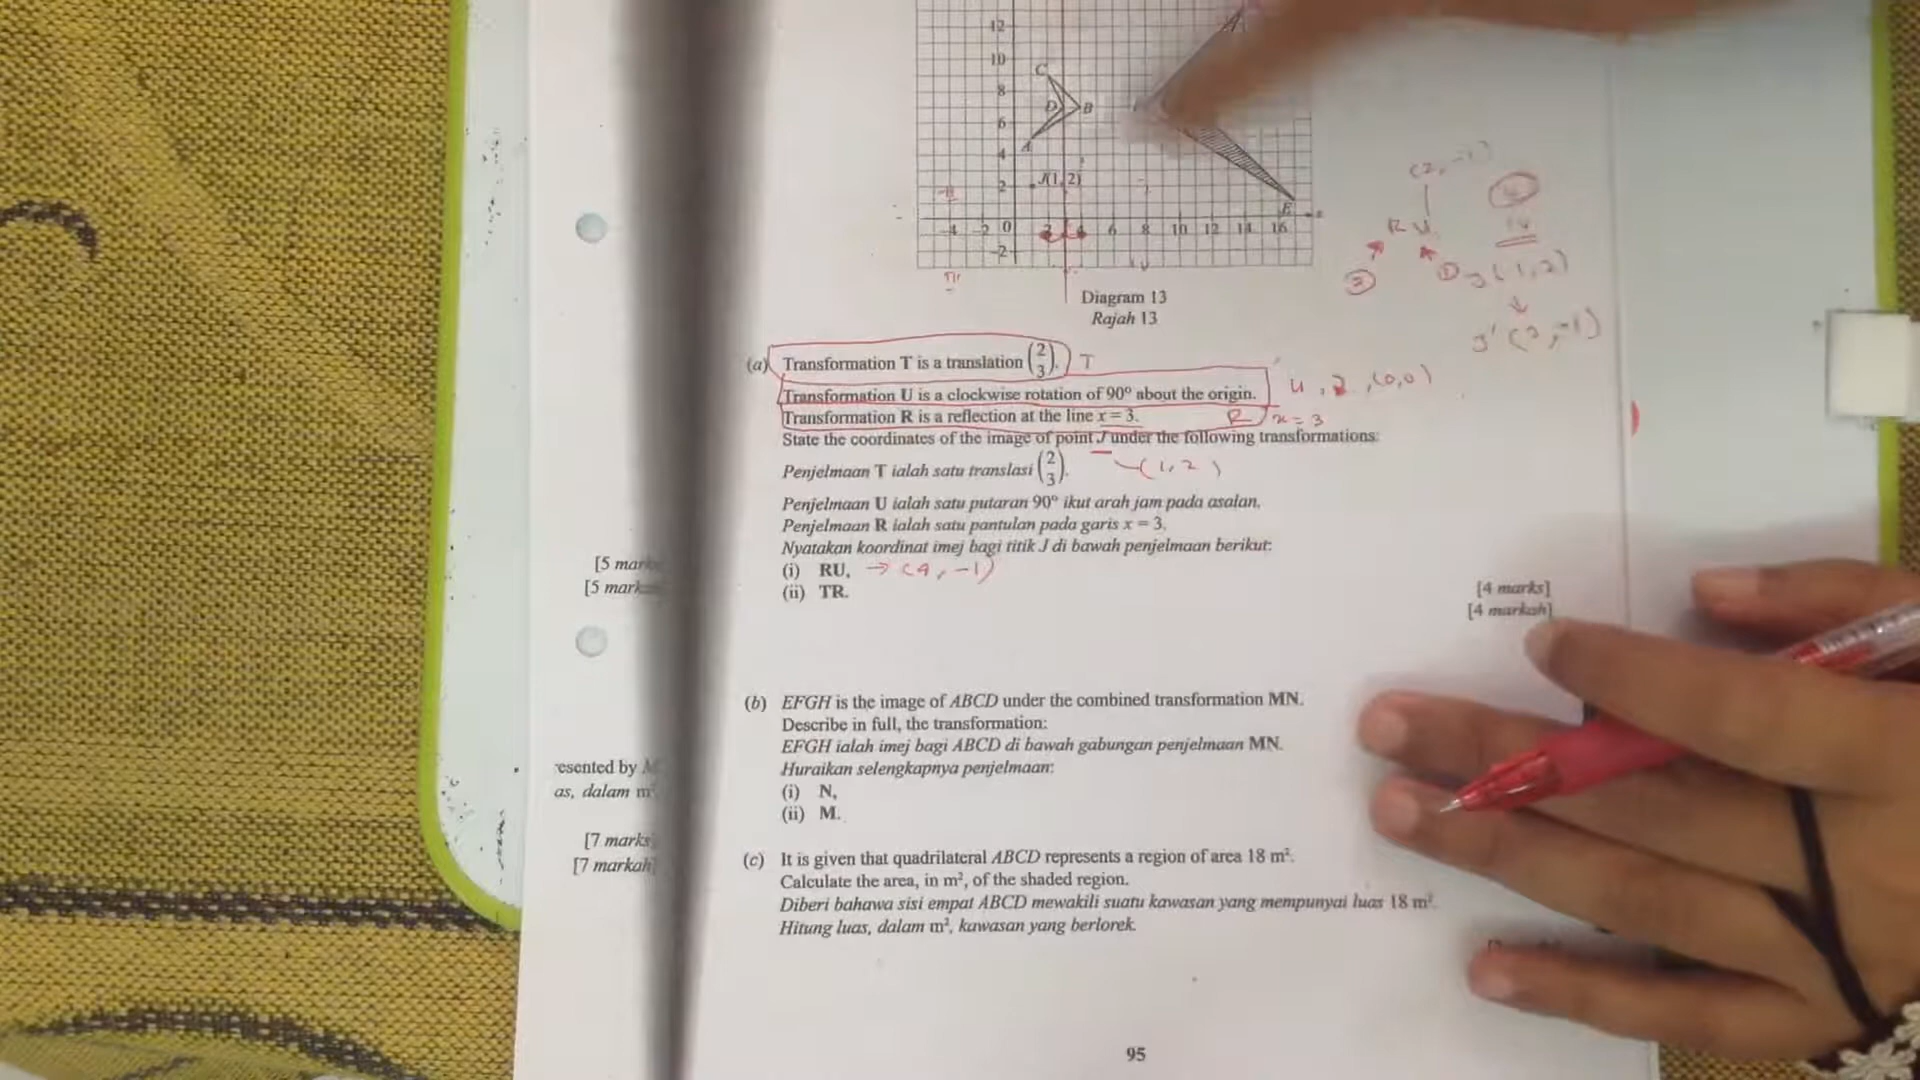 12
10
8
6
4
2
C
D
B
A
J(1, 2)
E
x
-4 -2 0 2 4 6 8 10 12 14 16
-2
Diagram 13
Rajah 13
(2, -1)
R U
② ① J (1, 2)
↓
J' (2, -1)
(a) Transformation T is a translation (2 3). T
Transformation U is a clockwise rotation of 90° about the origin. U , , (0,0)
Transformation R is a reflection at the line x = 3. R x = 3
State the coordinates of the image of point J under the following transformations:
Penjelmaan T ialah satu translasi (2 3). (1, 2)
Penjelmaan U ialah satu putaran 90° ikut arah jam pada asalan.
Penjelmaan R ialah satu pantulan pada garis x = 3.
Nyatakan koordinat imej bagi titik J di bawah penjelmaan berikut:
(i) RU, → (4, -1)
(ii) TR.
[4 marks]
[4 markah]
(b) EFGH is the image of ABCD under the combined transformation MN.
Describe in full, the transformation:
EFGH ialah imej bagi ABCD di bawah gabungan penjelmaan MN.
Huraikan selengkapnya penjelmaan:
(i) N,
(ii) M.
(c) It is given that quadrilateral ABCD represents a region of area 18 m².
Calculate the area, in m², of the shaded region.
Diberi bahawa sisi empat ABCD mewakili suatu kawasan yang mempunyai luas 18 m².
Hitung luas, dalam m², kawasan yang berlorek.
95
[5 mark
[5 mark
esented by M
as, dalam m²
[7 marks
[7 markah